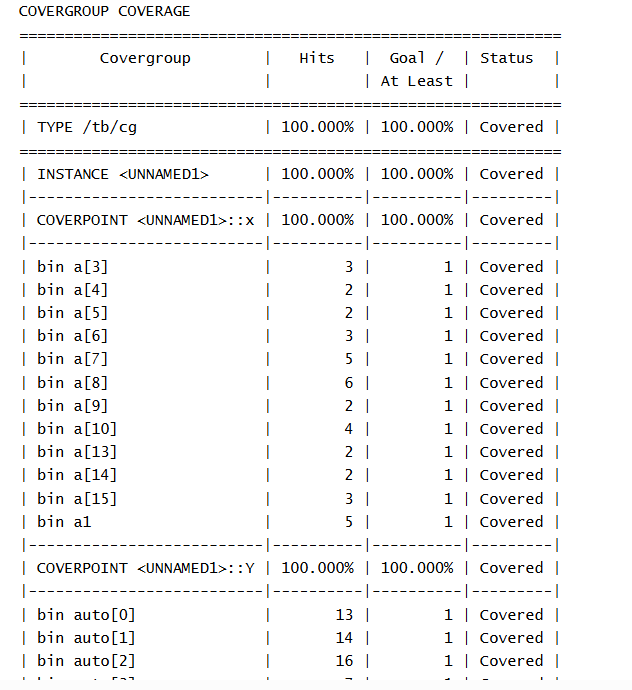 COVERGROUP COVERAGE
============================================================
|        Covergroup        |   Hits   |  Goal /  | Status  |
|                          |          | At Least |         |
============================================================
| TYPE /tb/cg              | 100.000% | 100.000% | Covered |
============================================================
| INSTANCE <UNNAMED1>      | 100.000% | 100.000% | Covered |
|--------------------------|----------|----------|---------|
| COVERPOINT <UNNAMED1>::x | 100.000% | 100.000% | Covered |
|--------------------------|----------|----------|---------|
| bin a[3]                 |        3 |        1 | Covered |
| bin a[4]                 |        2 |        1 | Covered |
| bin a[5]                 |        2 |        1 | Covered |
| bin a[6]                 |        3 |        1 | Covered |
| bin a[7]                 |        5 |        1 | Covered |
| bin a[8]                 |        6 |        1 | Covered |
| bin a[9]                 |        2 |        1 | Covered |
| bin a[10]                |        4 |        1 | Covered |
| bin a[13]                |        2 |        1 | Covered |
| bin a[14]                |        2 |        1 | Covered |
| bin a[15]                |        3 |        1 | Covered |
| bin a1                   |        5 |        1 | Covered |
|--------------------------|----------|----------|---------|
| COVERPOINT <UNNAMED1>::Y | 100.000% | 100.000% | Covered |
|--------------------------|----------|----------|---------|
| bin auto[0]              |       13 |        1 | Covered |
| bin auto[1]              |       14 |        1 | Covered |
| bin auto[2]              |       16 |        1 | Covered |